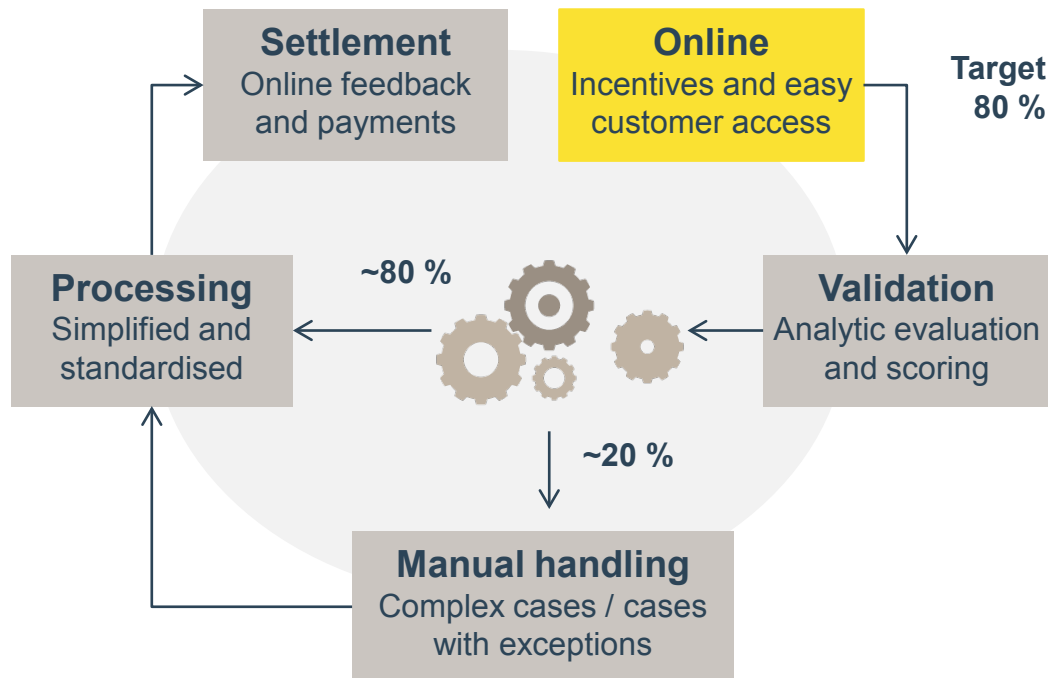 Settlement
Online feedback
and payments
Online
Incentives and easy
customer access
Target
80 %
Processing
Simplified and
standardised
~80 %
Validation
Analytic evaluation
and scoring
~20 %
Manual handling
Complex cases / cases
with exceptions